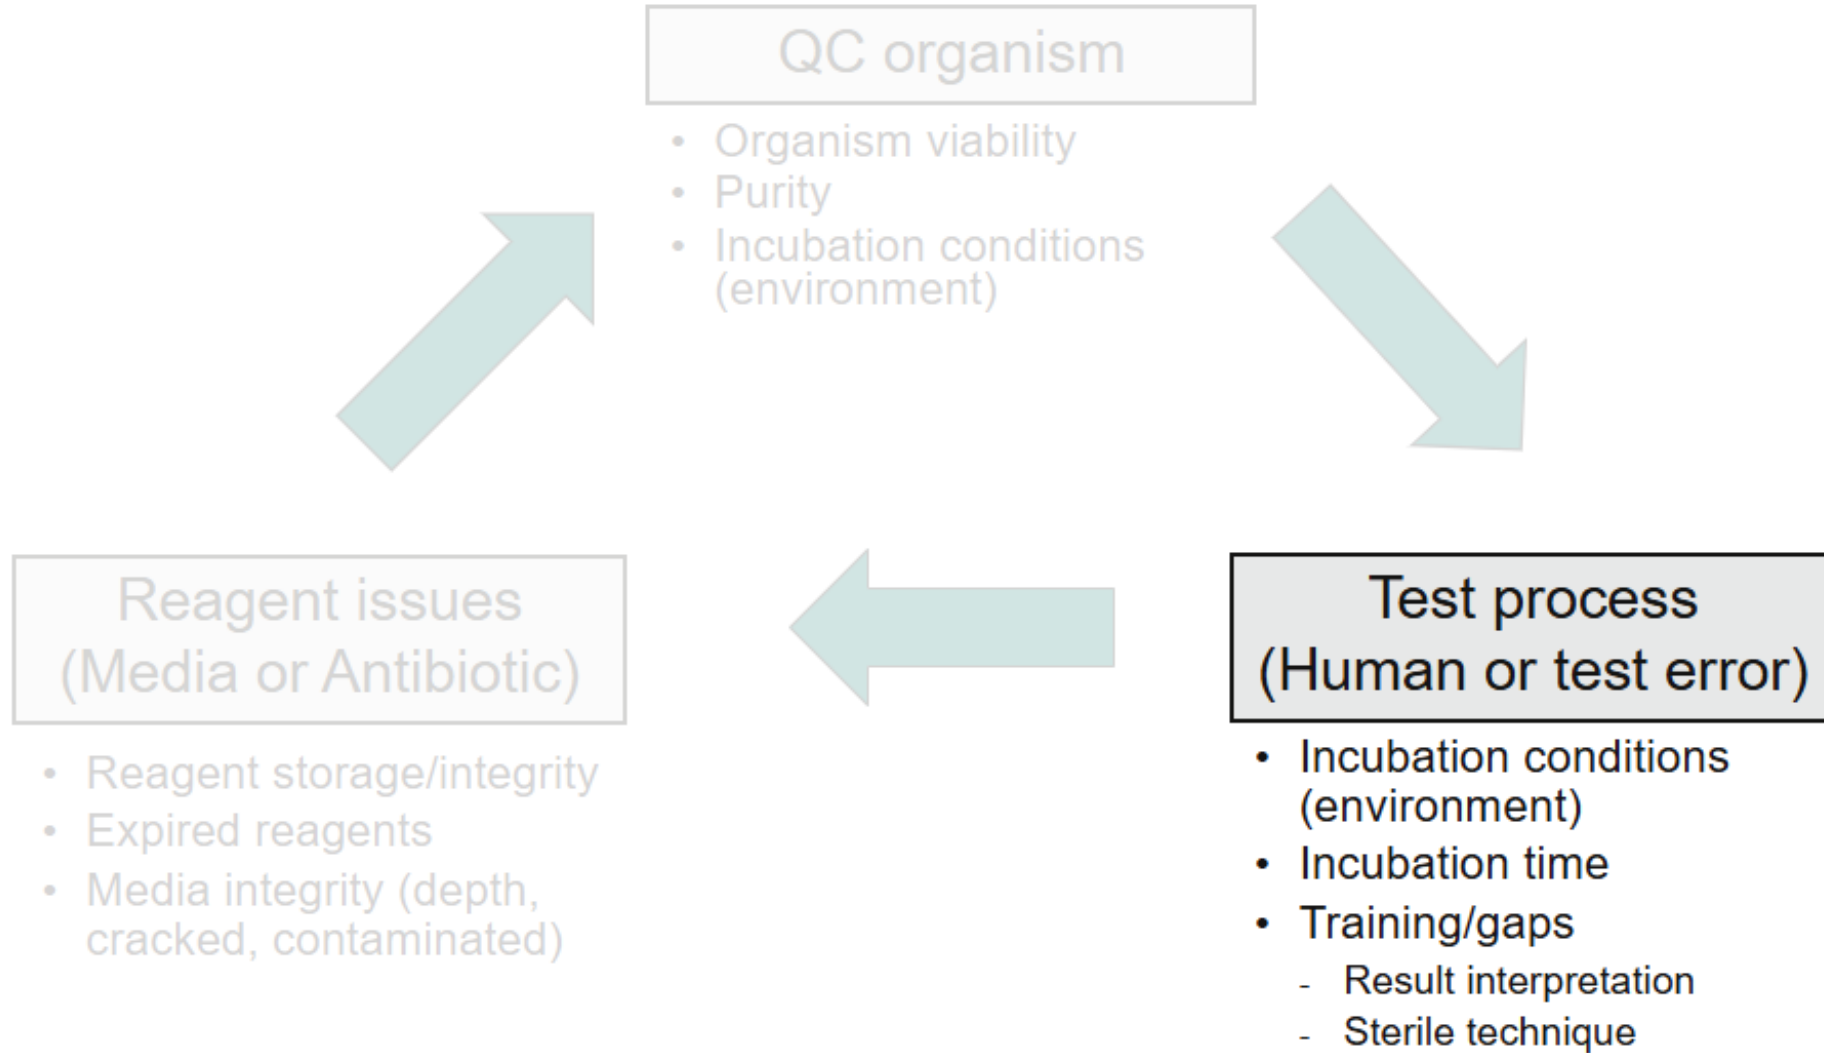 QC organism
• Organism viability
• Purity
• Incubation conditions
(environment)
Reagent issues
(Media or Antibiotic)
• Reagent storage/integrity
• Expired reagents
• Media integrity (depth,
cracked, contaminated)
Test process
(Human or test error)
• Incubation conditions
(environment)
• Incubation time
• Training/gaps
- Result interpretation
- Sterile technique